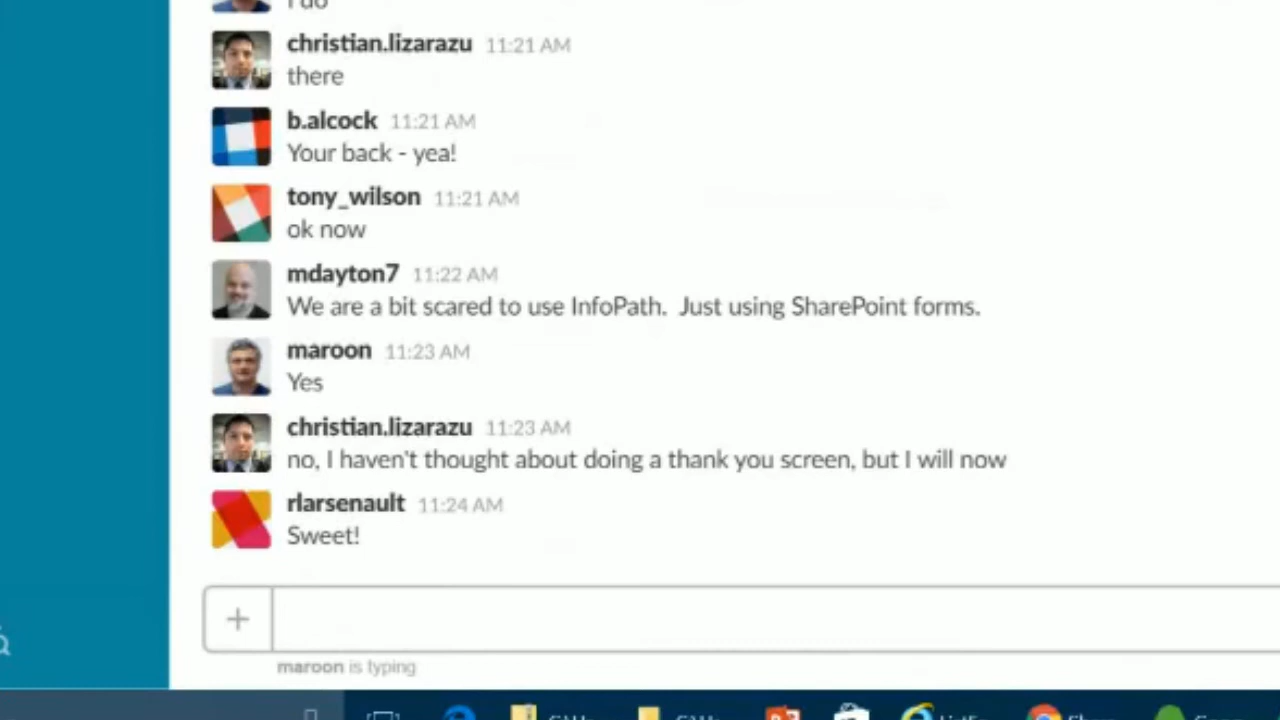 I do
christian.lizarazu 11:21 AM
there
b.alcock 11:21 AM
Your back - yea!
tony_wilson 11:21 AM
ok now
mdayton7 11:22 AM
We are a bit scared to use InfoPath.  Just using SharePoint forms.
maroon 11:23 AM
Yes
christian.lizarazu 11:23 AM
no, I haven't thought about doing a thank you screen, but I will now
rlarsenault 11:24 AM
Sweet!
maroon is typing